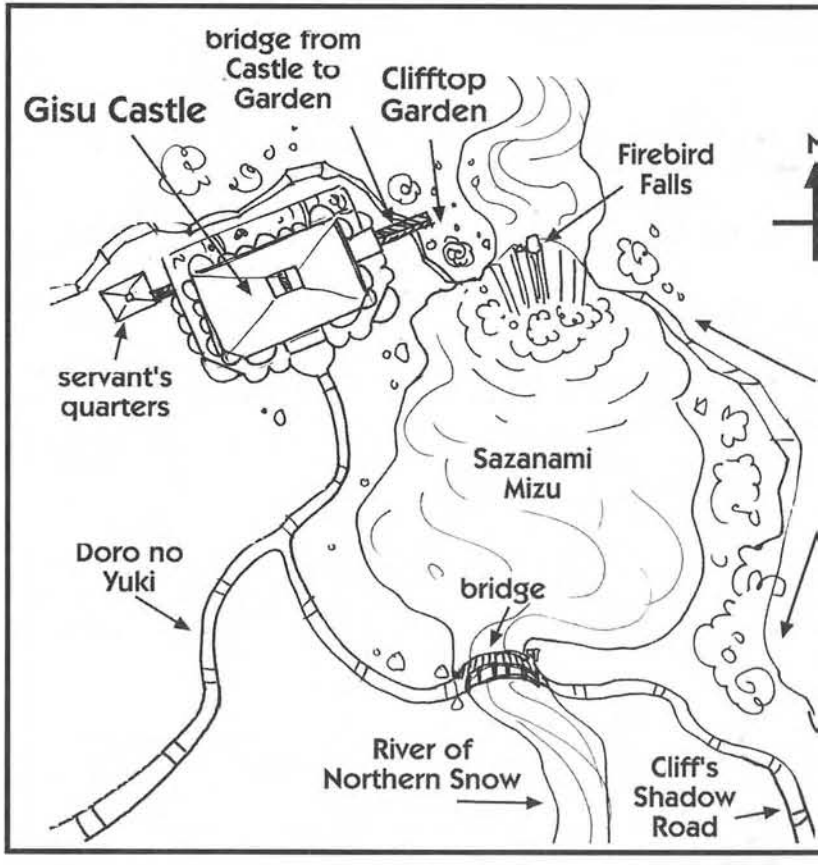 bridge from
Castle to
Garden
Clifftop
Garden
Gisu Castle
Firebird
Falls
N
servant's
quarters
Sazanami
Mizu
Doro no
Yuki
bridge
River of
Northern Snow
Cliff's
Shadow
Road